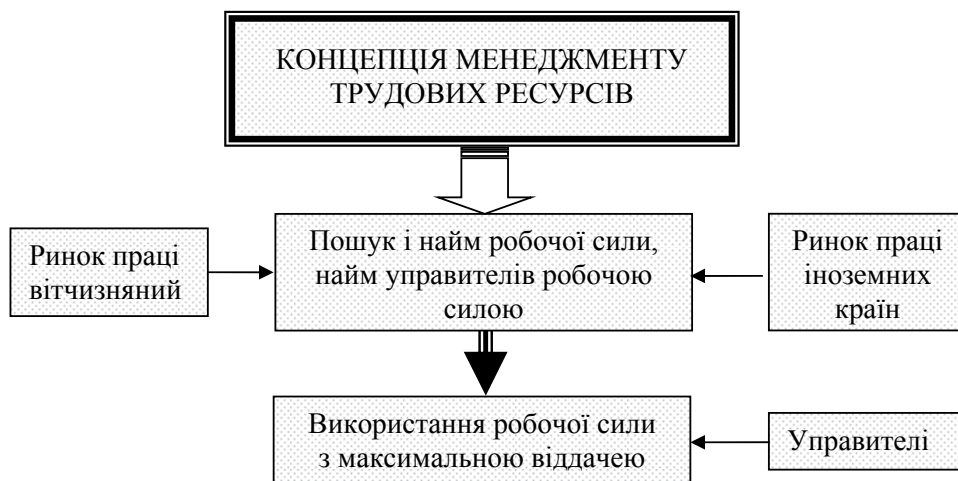 КОНЦЕПЦІЯ МЕНЕДЖМЕНТУ
ТРУДОВИХ РЕСУРСІВ
Ринок праці
вітчизняний
Пошук і найм робочої сили,
найм управителів робочою
силою
Ринок праці
іноземних
країн
Використання робочої сили
з максимальною віддачею
Управителі